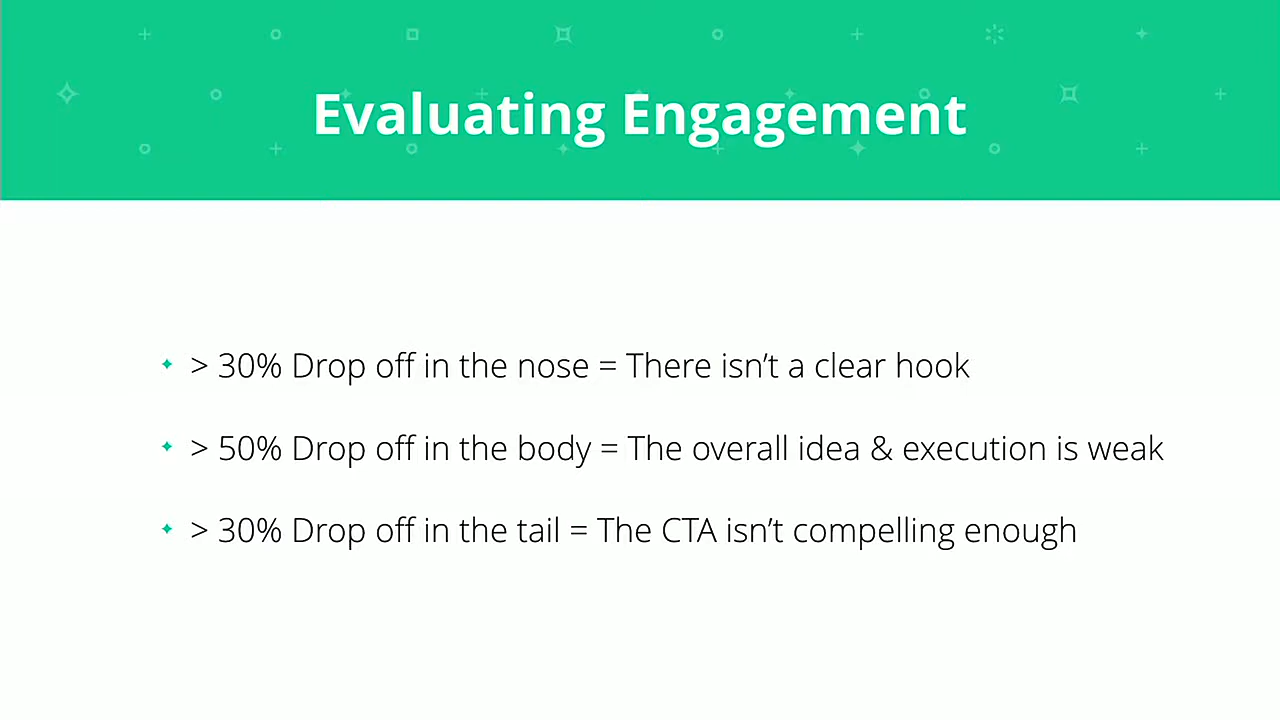 Evaluating Engagement
> 30% Drop off in the nose = There isn’t a clear hook
> 50% Drop off in the body = The overall idea & execution is weak
> 30% Drop off in the tail = The CTA isn’t compelling enough